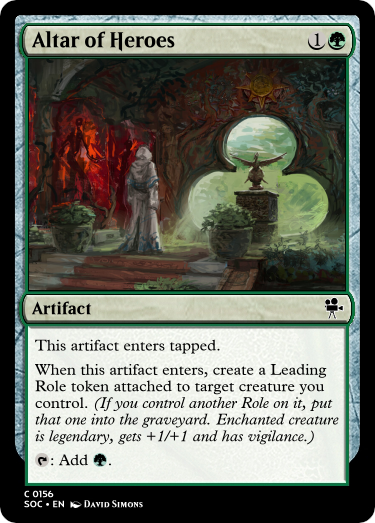 Altar of Heroes 1
Artifact
This artifact enters tapped.
When this artifact enters, create a Leading
Role token attached to target creature you
control. (If you control another Role on it, put
that one into the graveyard. Enchanted creature
is legendary, gets +1/+1 and has vigilance.)
: Add .
C 0156
SOC • EN David Simons